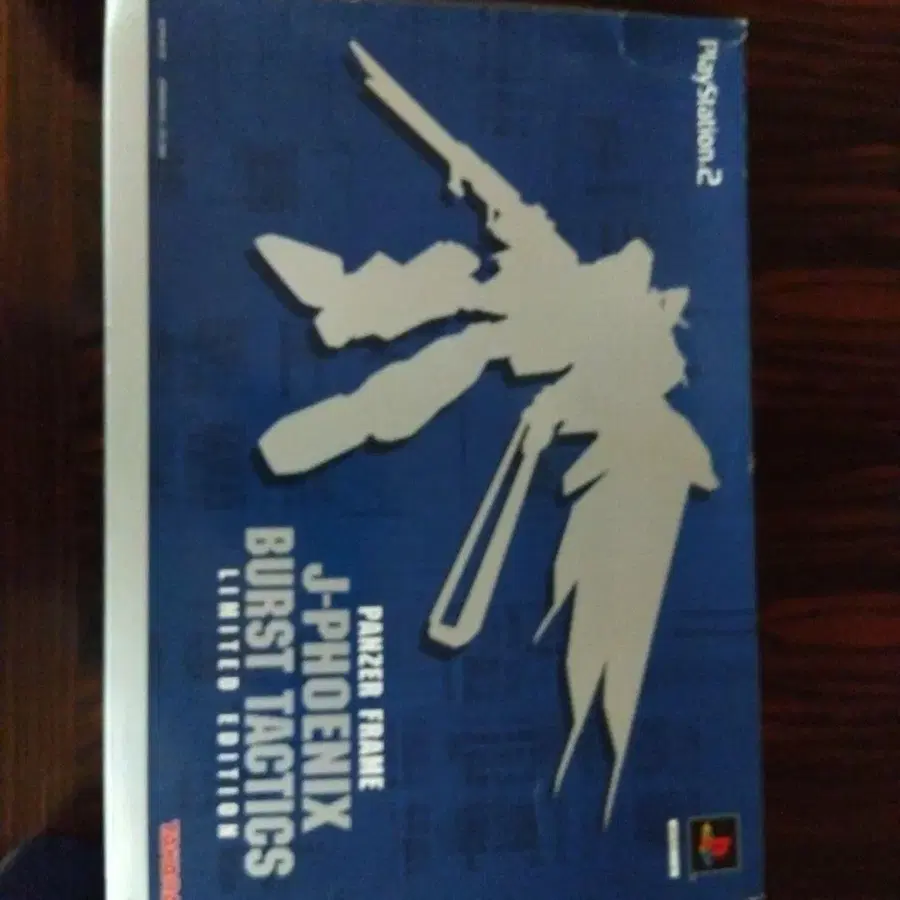 PlayStation.2
PANZER FRAME
J-PHOENIX
BURST TACTICS
LIMITED EDITION